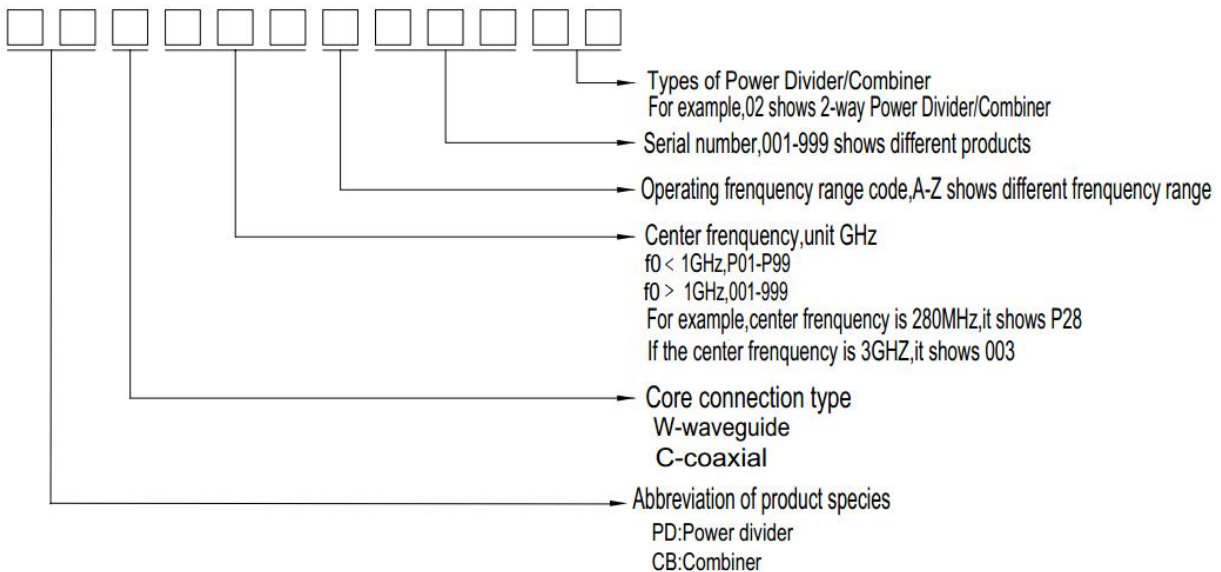 Types of Power Divider/Combiner
For example,02 shows 2-way Power Divider/Combiner
Serial number,001-999 shows different products
Operating frenquency range code,A-Z shows different frenquency range
Center frenquency,unit GHz
f0< 1GHz,P01-P99
f0> 1GHz,001-999
For example,center frenquency is 280MHz,it shows P28
If the center frenquency is 3GHZ,it shows 003
Core connection type
W-waveguide
C-coaxial
Abbreviation of product species
PD:Power divider
CB:Combiner